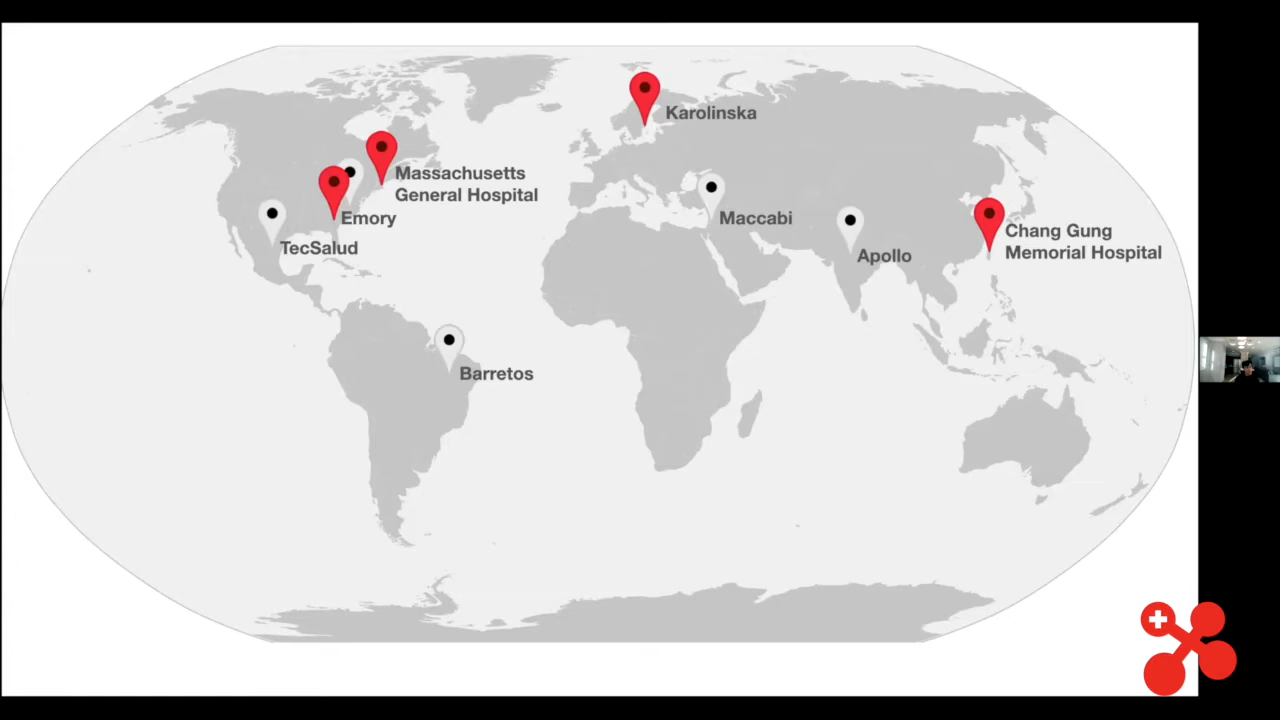 Karolinska
Massachusetts
General Hospital
Emory
TecSalud
Maccabi
Apollo
Chang Gung
Memorial Hospital
Barretos